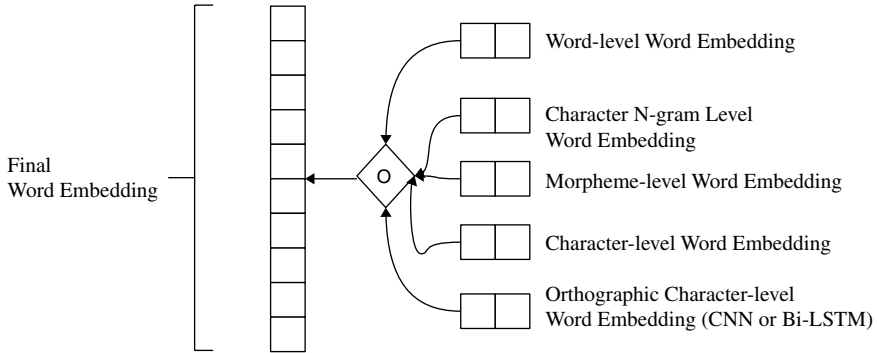 Word-level Word Embedding
Character N-gram Level
Word Embedding
Final
Word Embedding
O
Morpheme-level Word Embedding
Character-level Word Embedding
Orthographic Character-level
Word Embedding (CNN or Bi-LSTM)